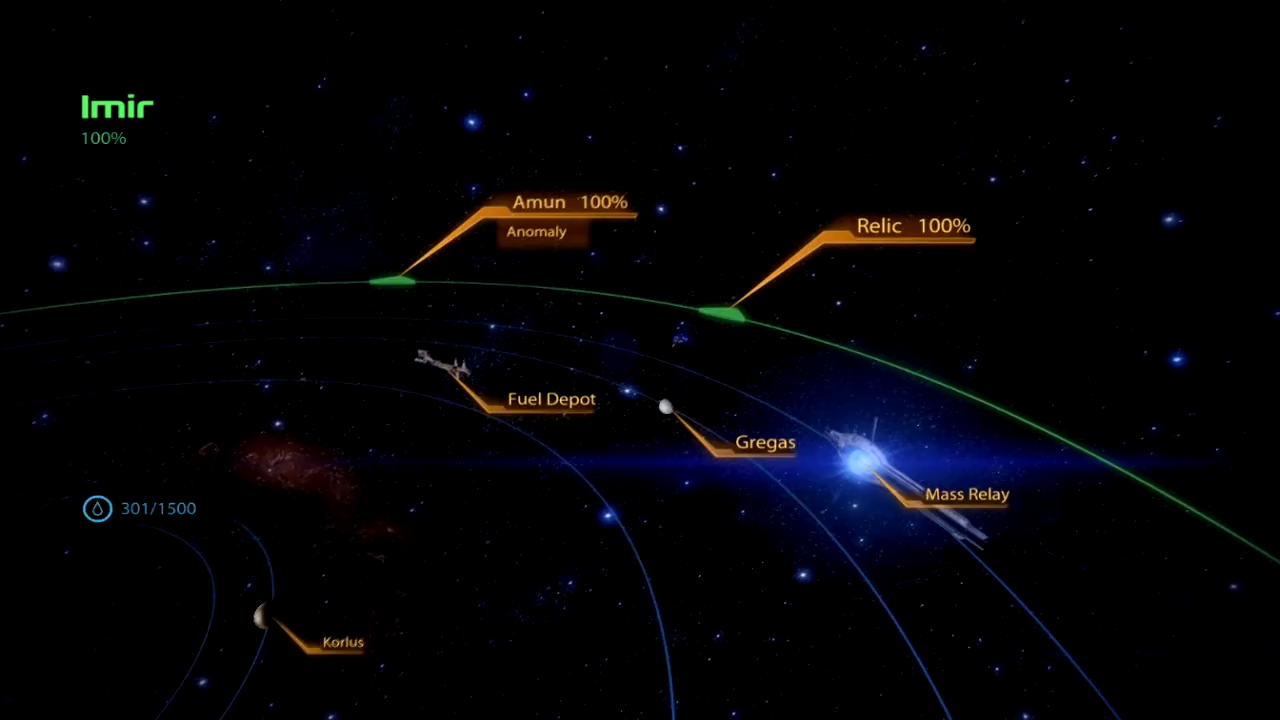 Imir
100%
Amun 100%
Anomaly
Relic 100%
Fuel Depot
Gregas
Mass Relay
301/1500
Korlus